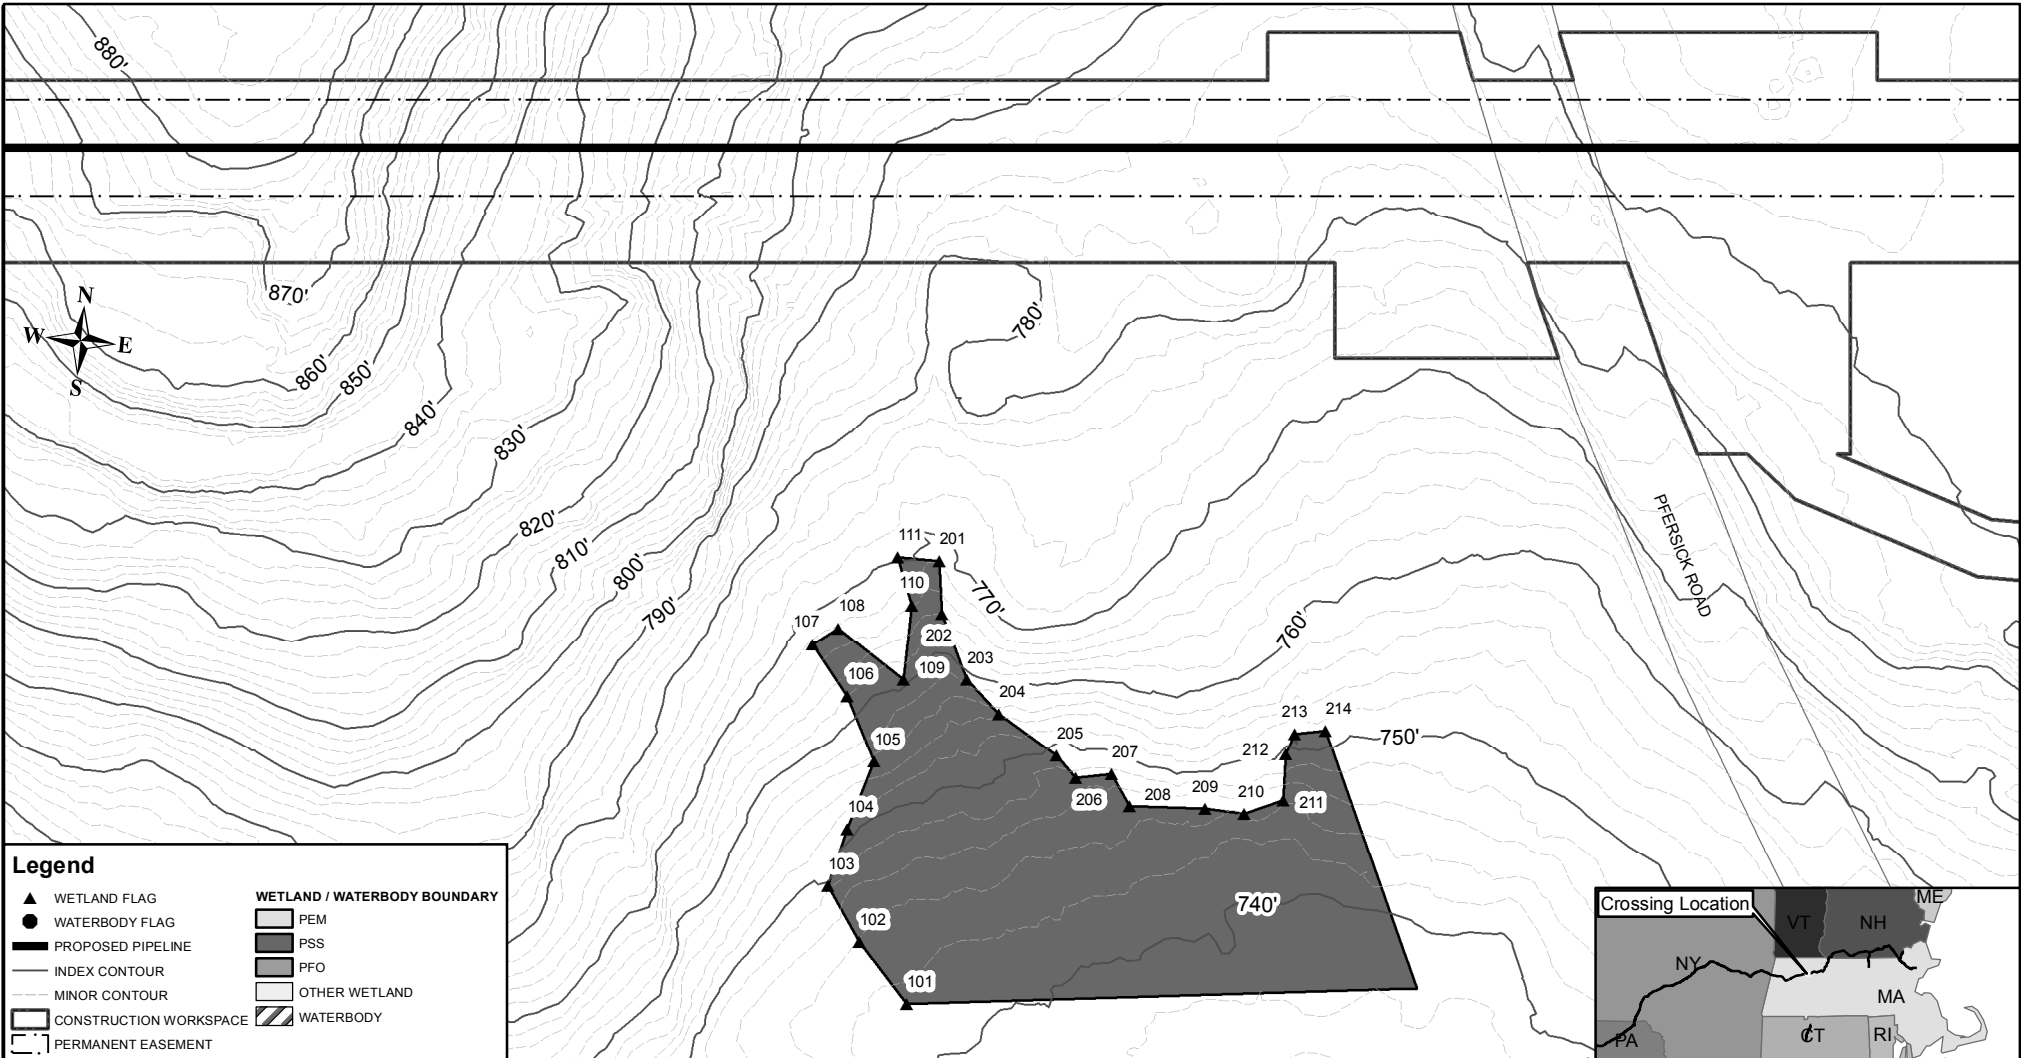 880'
870'
N
W E
S
860'
850'
840'
830'
820'
810'
800'
790'
780'
770'
760'
750'
740'
PFERSICK ROAD
111
201
110
108
107
202
203
109
106
204
105
205
207
206
104
208
209
210
211
212
213
214
103
102
101
Legend
WETLAND FLAG
WATERBODY FLAG
PROPOSED PIPELINE
INDEX CONTOUR
MINOR CONTOUR
CONSTRUCTION WORKSPACE
PERMANENT EASEMENT
WETLAND / WATERBODY BOUNDARY
PEM
PSS
PFO
OTHER WETLAND
WATERBODY
Crossing Location
VT
NH
ME
NY
MA
PA
CT
RI